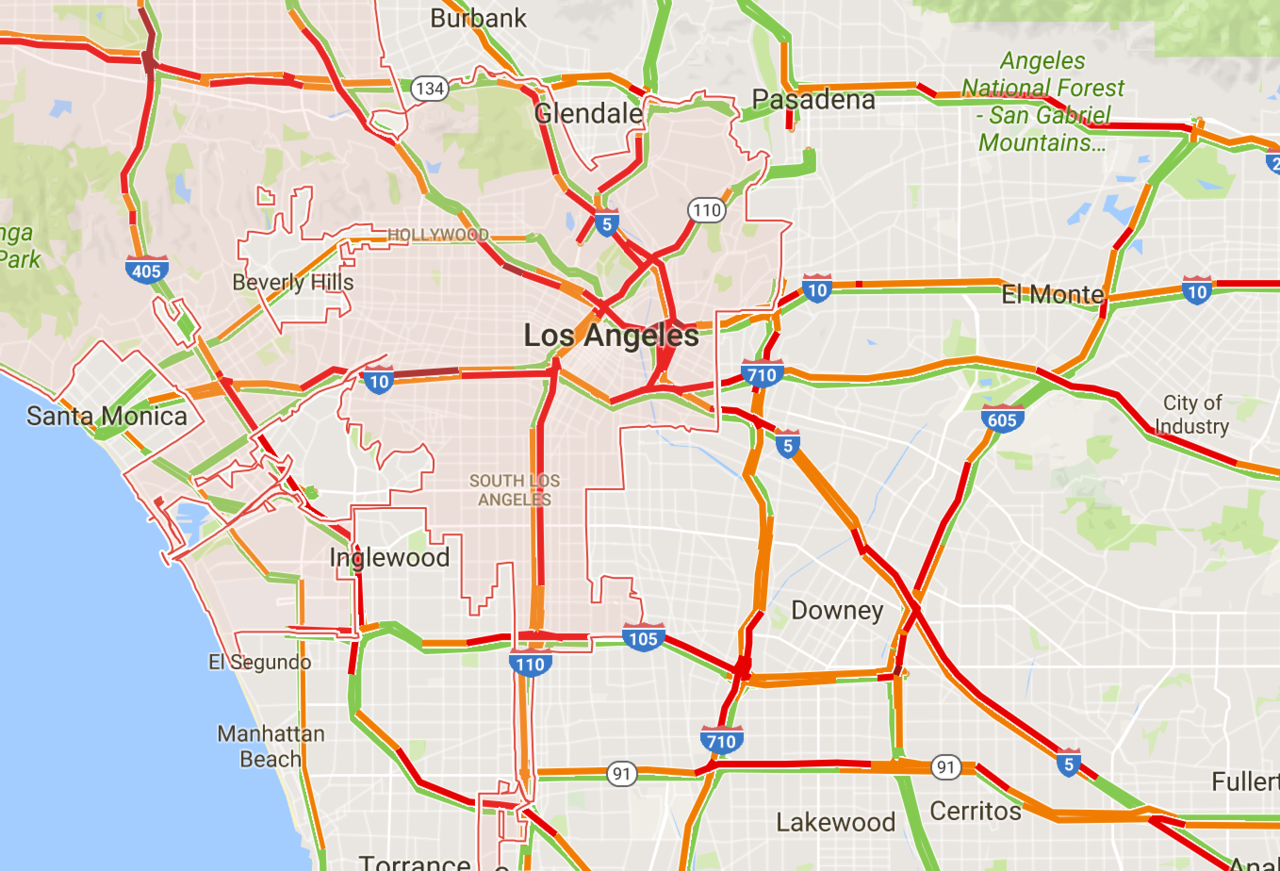 Burbank
Angeles
National Forest
- San Gabriel
Mountains...
134
Pasadena
Glendale
2
110
5
nga
Park
HOLLYWOOD
405
Beverly Hills
10
El Monte
10
Los Angeles
10
710
Santa Monica
City of
Industry
605
5
SOUTH LOS
ANGELES
Inglewood
Downey
105
El Segundo
110
Manhattan
Beach
710
91
91
5
Fullert
Cerritos
Lakewood
Torrance
Anal